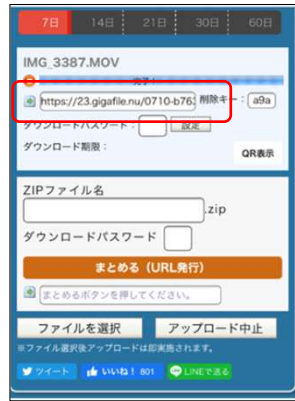 7日 14日 21日 30日 60日
IMG_3387.MOV
完了!
https://23.gigafile.nu/0710-b76 削除キー: a9a
ダウンロードパスワード: 設定
ダウンロード期限:
QR表示
ZIPファイル名
.zip
ダウンロードパスワード
まとめる（URL発行）
まとめるボタンを押してください。
ファイルを選択 アップロード中止
※ファイル選択後アップロードは即実施されます。
ツイート いいね! 801 LINEで送る